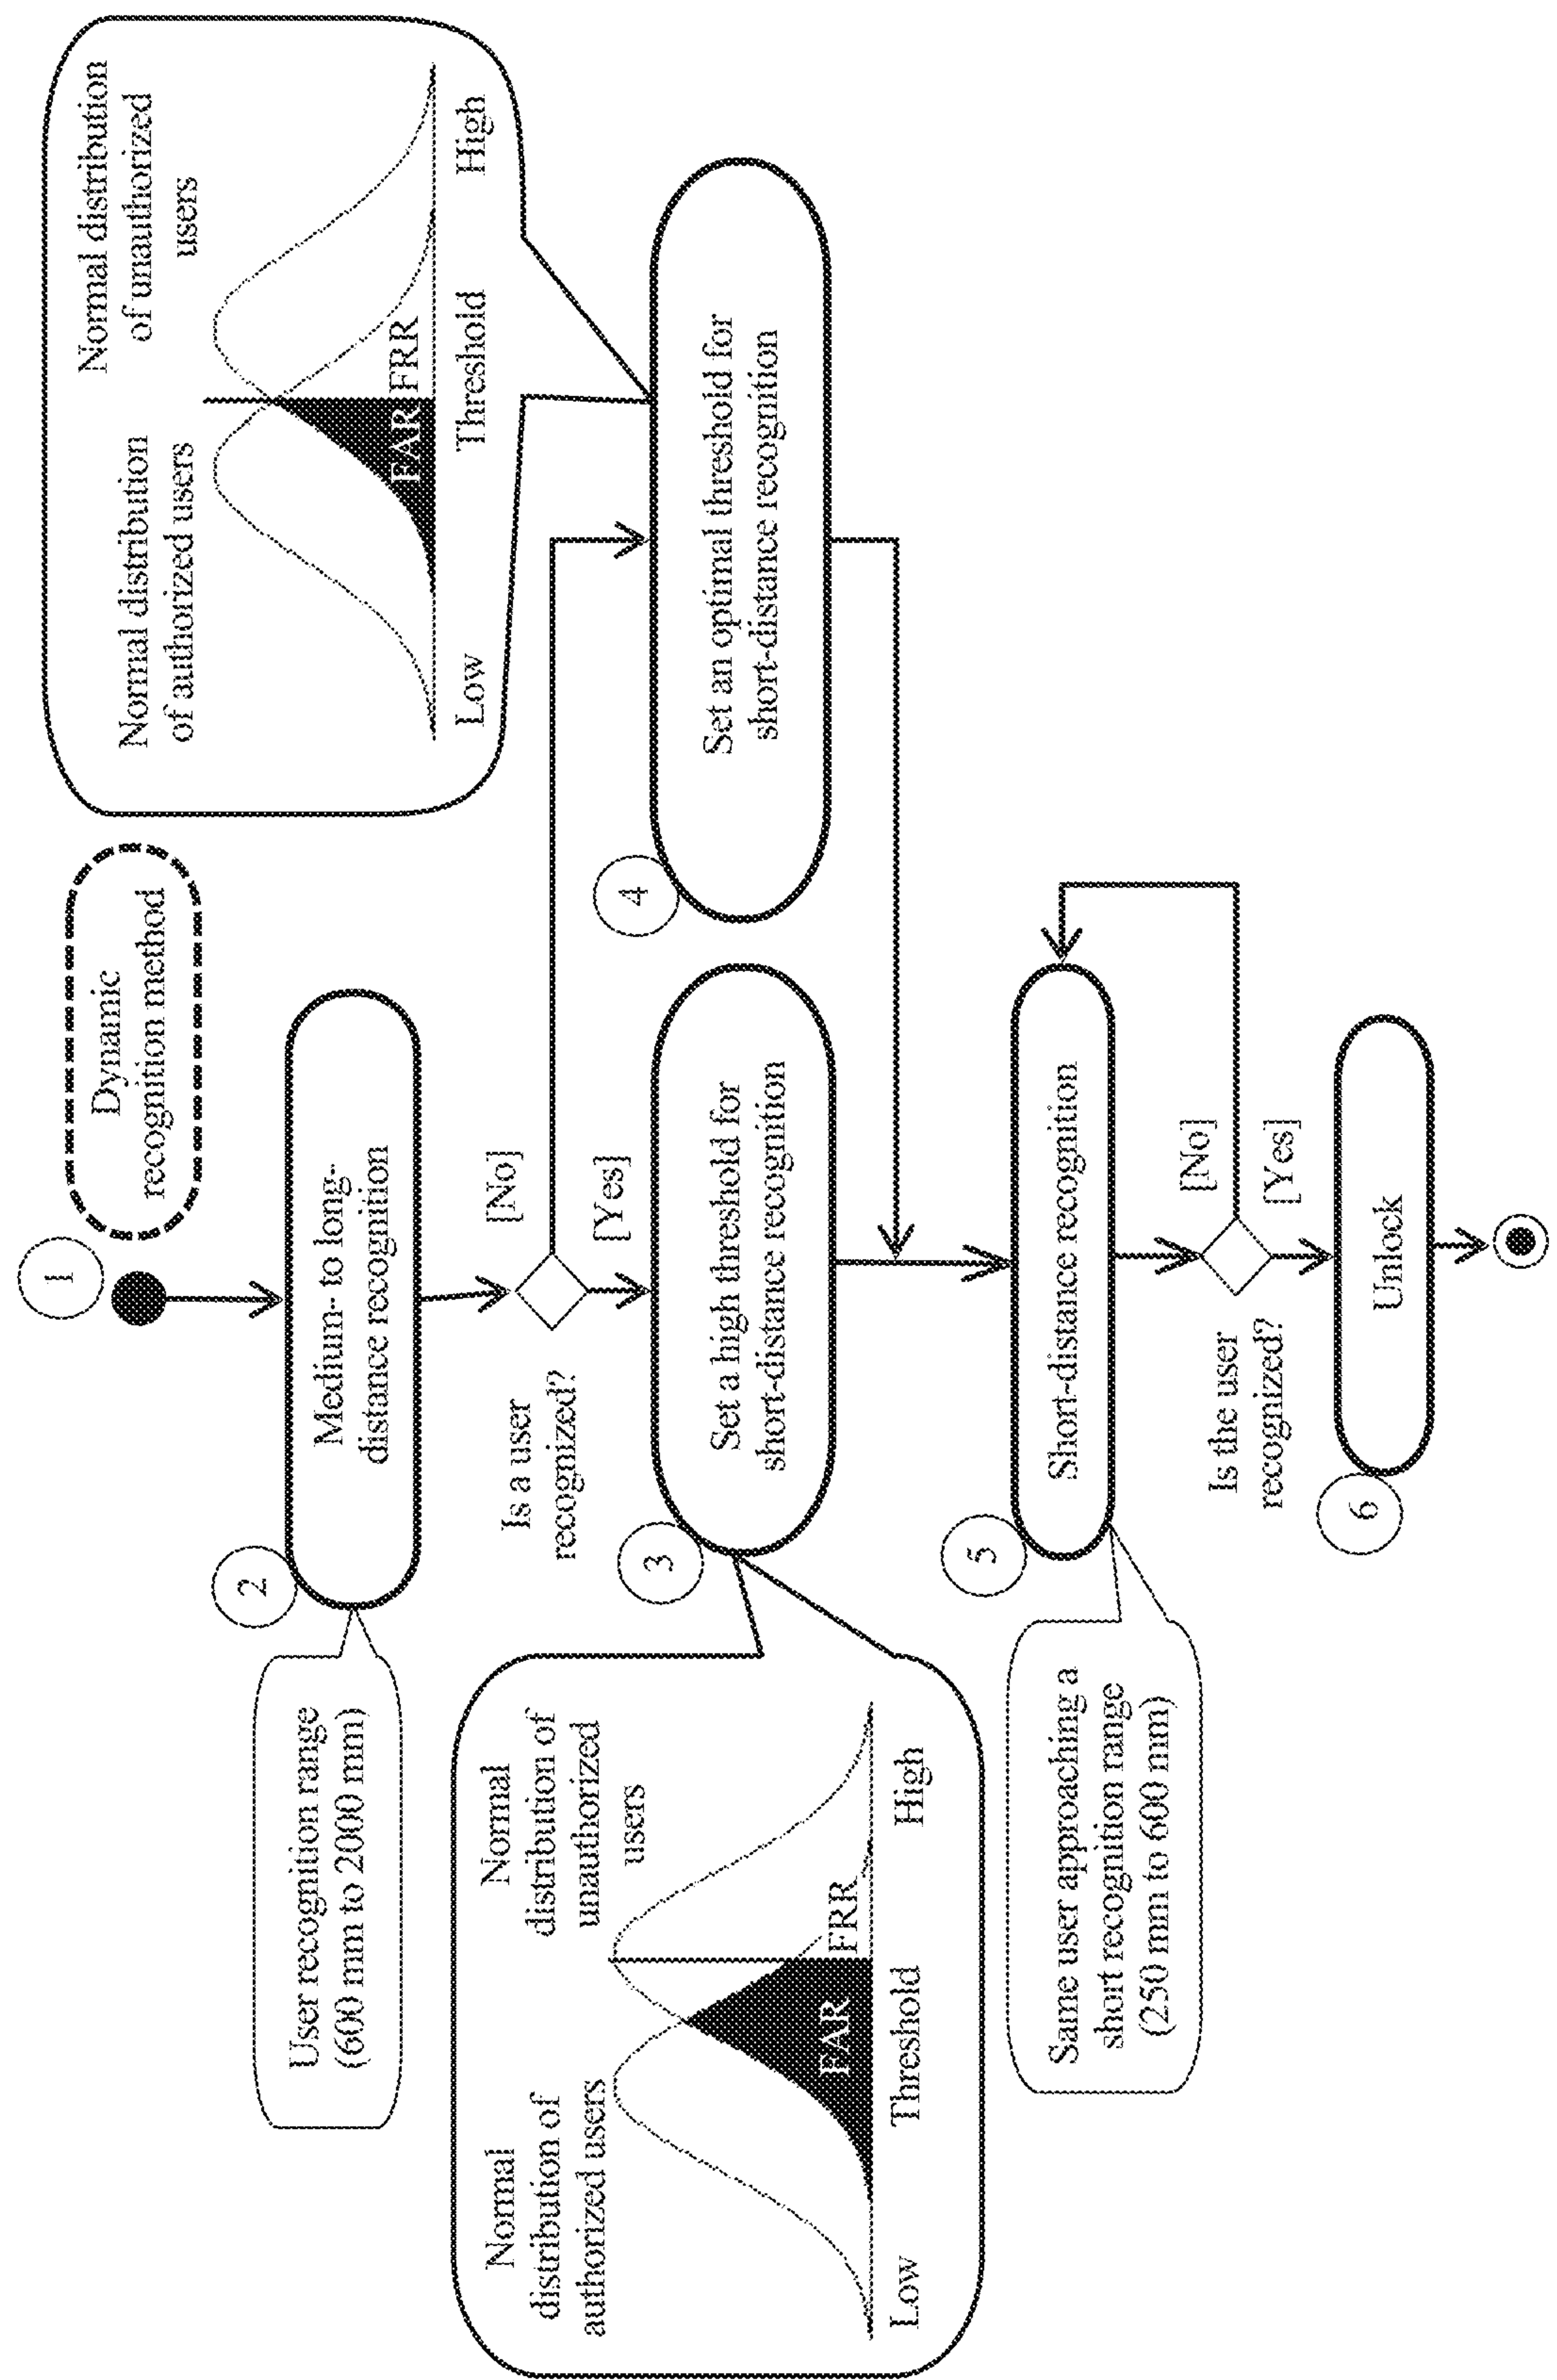 1
Dynamic
recognition method
User recognition range
(600 mm to 2000 mm)
2
Medium- to long-
distance recognition
Normal distribution
of authorized users
Normal distribution
of unauthorized
users
FAR
FRR
Low
Threshold
High
Is a user
recognized?
[No]
[Yes]
Normal
distribution of
authorized users
Normal
distribution of
unauthorized
users
FAR
FRR
Low
Threshold
High
3
Set a high threshold for
short-distance recognition
4
Set an optimal threshold for
short-distance recognition
Same user approaching a
short recognition range
(250 mm to 600 mm)
5
Short-distance recognition
Is the user
recognized?
[No]
[Yes]
6
Unlock